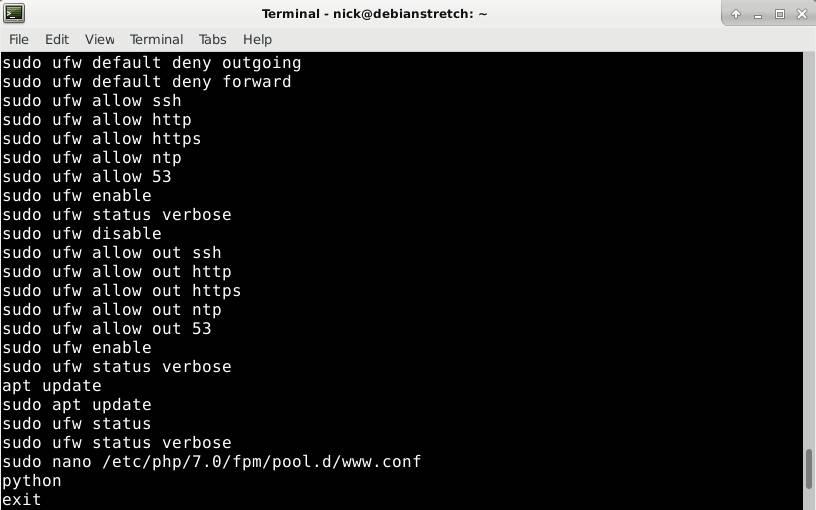 Terminal - nick@debianstretch: ~
File Edit View Terminal Tabs Help
sudo ufw default deny outgoing
sudo ufw default deny forward
sudo ufw allow ssh
sudo ufw allow http
sudo ufw allow https
sudo ufw allow ntp
sudo ufw allow 53
sudo ufw enable
sudo ufw status verbose
sudo ufw disable
sudo ufw allow out ssh
sudo ufw allow out http
sudo ufw allow out https
sudo ufw allow out ntp
sudo ufw allow out 53
sudo ufw enable
sudo ufw status verbose
apt update
sudo apt update
sudo ufw status
sudo ufw status verbose
sudo nano /etc/php/7.0/fpm/pool.d/www.conf
python
exit